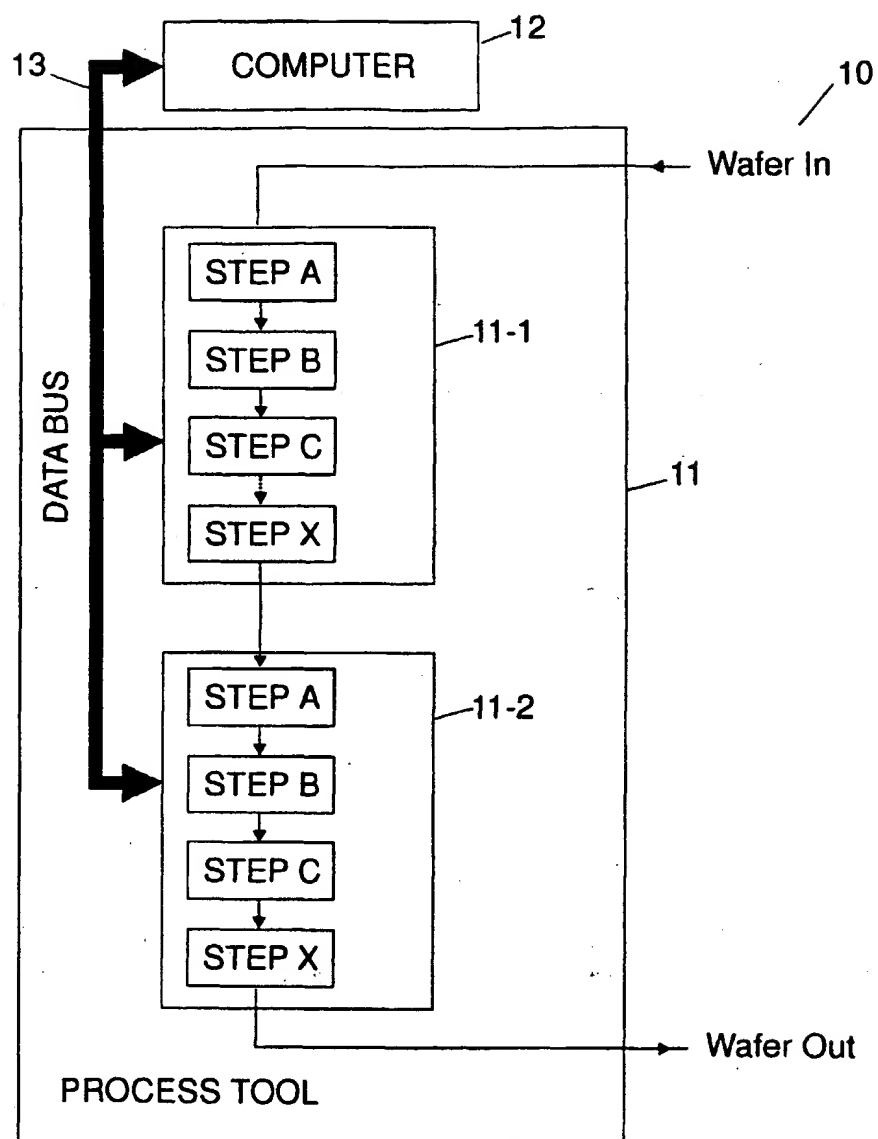 12
COMPUTER
13
10
Wafer In
STEP A
STEP B
11-1
STEP C
STEP X
DATA BUS
11
STEP A
11-2
STEP B
STEP C
STEP X
Wafer Out
PROCESS TOOL